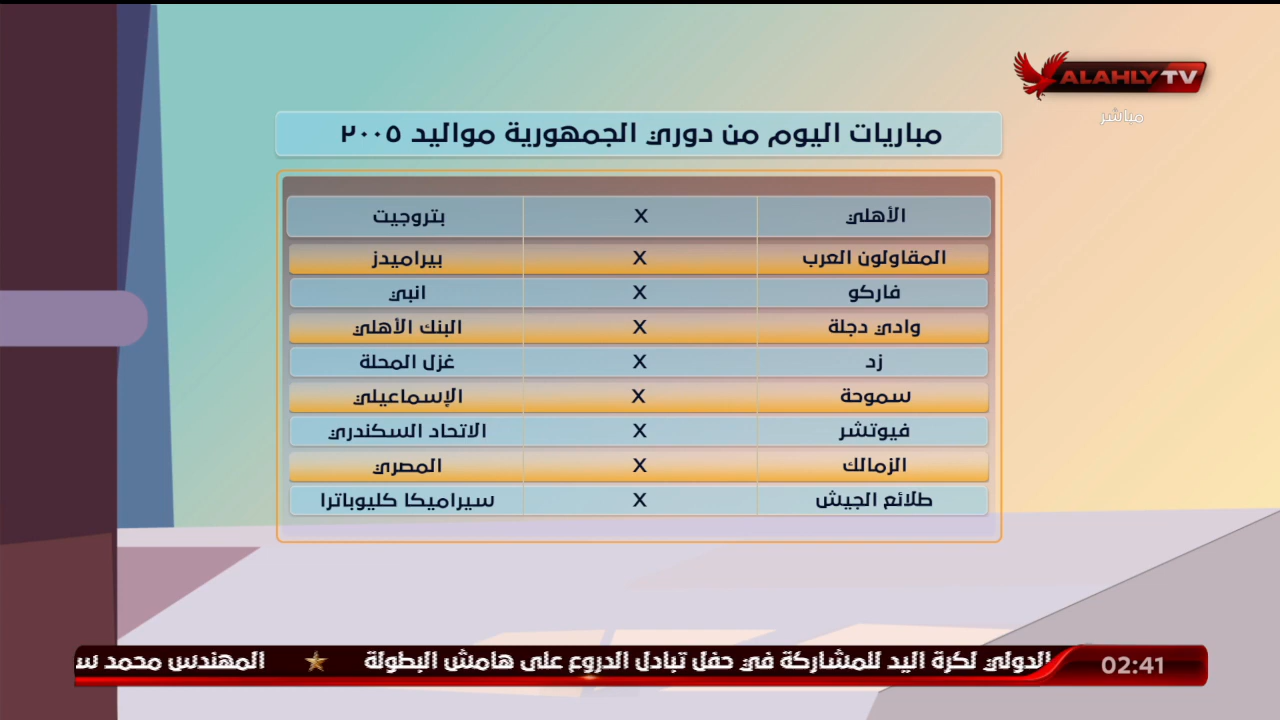 ALAHLY TV
مباشر
مباريات اليوم من دوري الجمهورية مواليد ٢٠٠٥
الأهلي X بتروجيت
المقاولون العرب X بيراميدز
فاركو X انبي
وادي دجلة X البنك الأهلي
زد X غزل المحلة
سموحة X الإسماعيلي
فيوتشر X الاتحاد السكندري
الزمالك X المصري
طلائع الجيش X سيراميكا كليوباترا
02:41 الدولي لكرة اليد للمشاركة في حفل تبادل الدروع على هامش البطولة المهندس محمد سـ